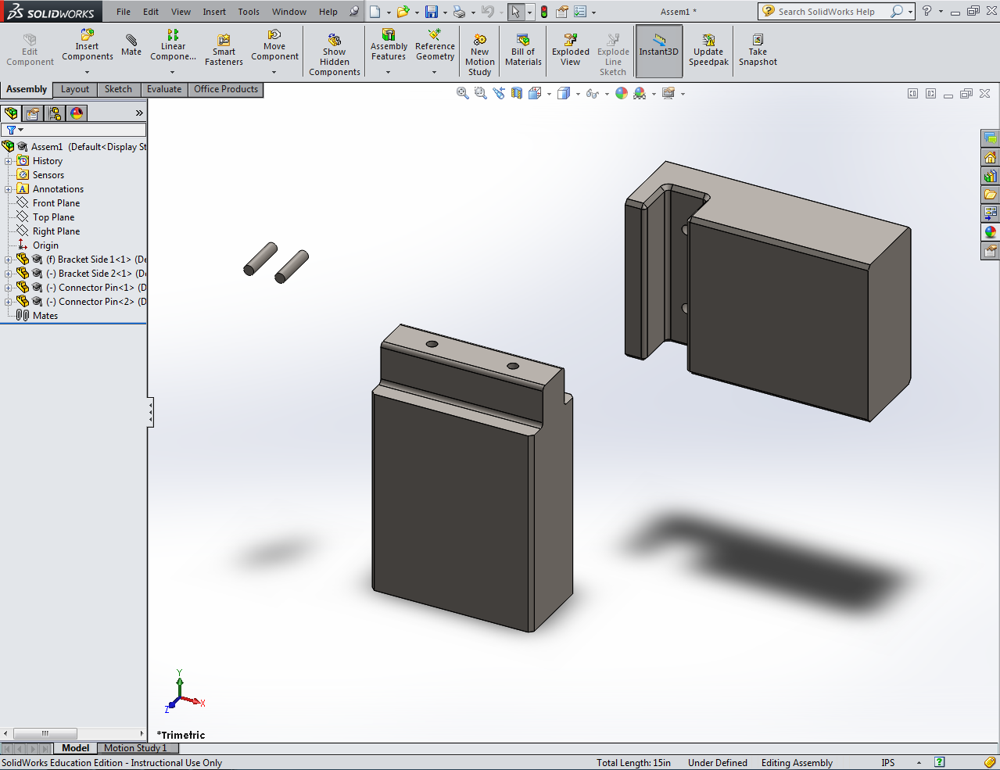 SOLIDWORKS File Edit View Insert Tools Window Help Assem1 * Search SolidWorks Help
Edit Component
Insert Components
Mate
Linear Compone...
Smart Fasteners
Move Component
Show Hidden Components
Assembly Features
Reference Geometry
New Motion Study
Bill of Materials
Exploded View
Explode Line Sketch
Instant3D
Update Speedpak
Take Snapshot
Assembly Layout Sketch Evaluate Office Products
Assem1 (Default<Display St
History
Sensors
Annotations
Front Plane
Top Plane
Right Plane
Origin
(f) Bracket Side 1<1> (De
(-) Bracket Side 2<1> (D
(-) Connector Pin<1> (D
(-) Connector Pin<2> (D
Mates
Y
X
Z
*Trimetric
Model Motion Study 1
SolidWorks Education Edition - Instructional Use Only Total Length: 15in Under Defined Editing Assembly IPS